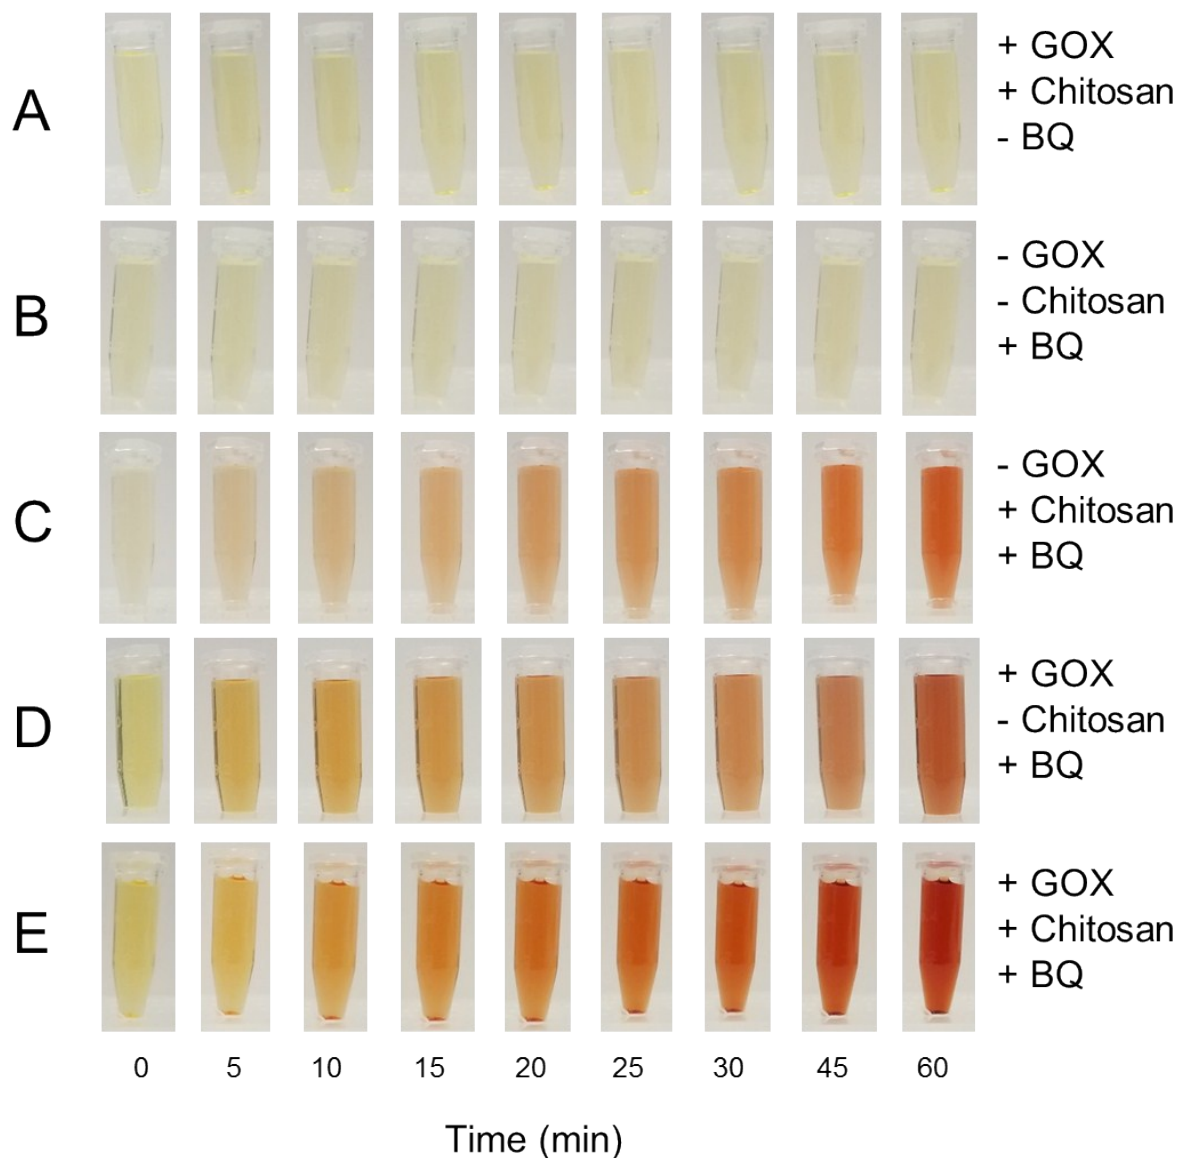 A
+ GOX
+ Chitosan
- BQ
B
- GOX
- Chitosan
+ BQ
C
- GOX
+ Chitosan
+ BQ
D
+ GOX
- Chitosan
+ BQ
E
+ GOX
+ Chitosan
+ BQ
0 5 10 15 20 25 30 45 60
Time (min)